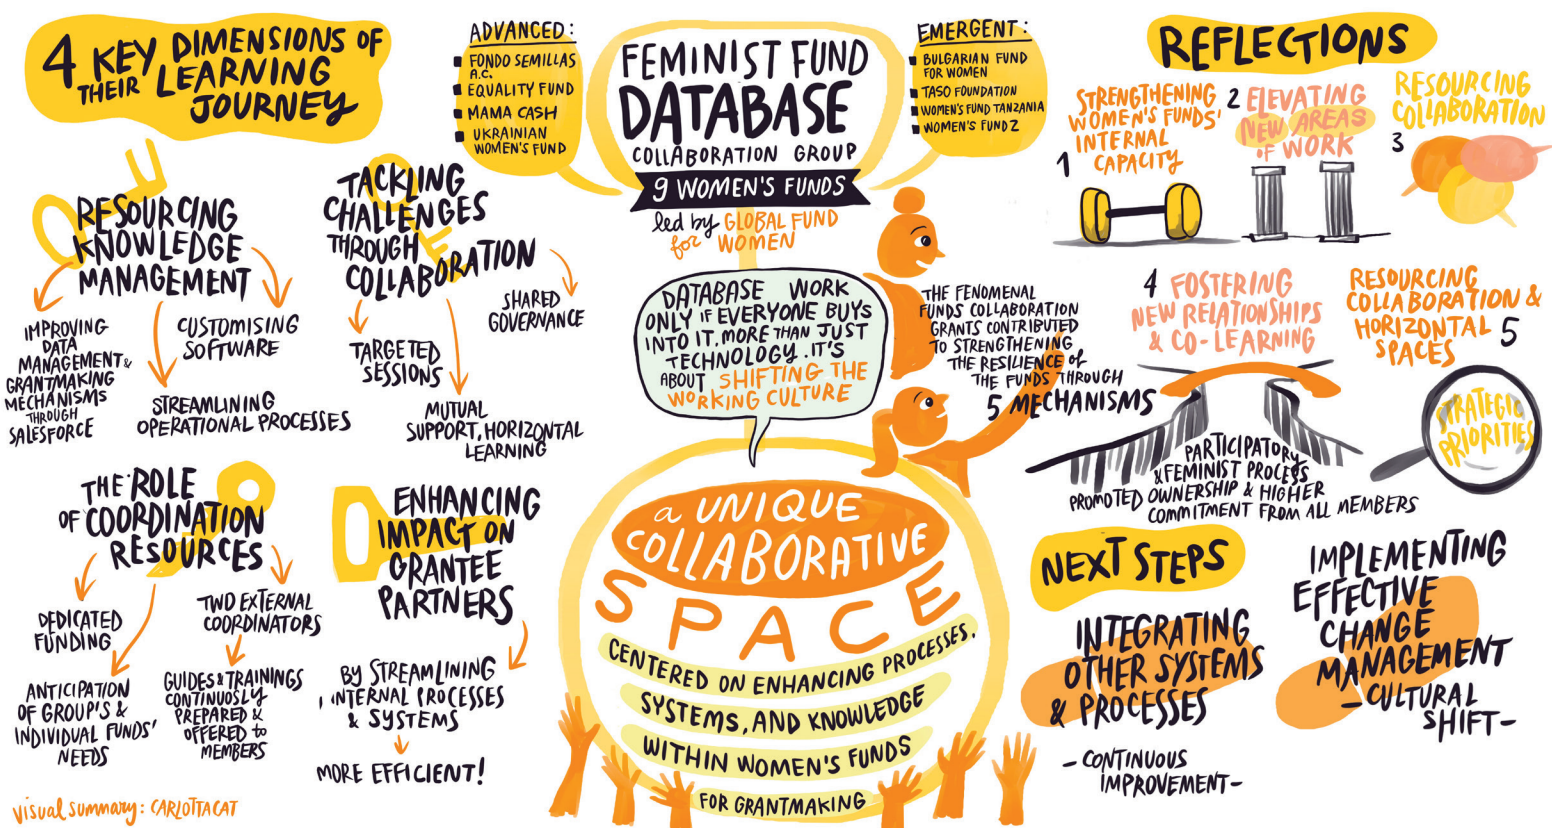 4 KEY DIMENSIONS OF
THEIR LEARNING
JOURNEY
RESOURCING
KNOWLEDGE
MANAGEMENT
IMPROVING
DATA
MANAGEMENT &
GRANTMAKING
MECHANISMS
THROUGH
SALESFORCE
CUSTOMISING
SOFTWARE
STREAMLINING
OPERATIONAL PROCESSES
TACKLING
CHALLENGES
THROUGH
COLLABORATION
SHARED
GOVERNANCE
TARGETED
SESSIONS
MUTUAL
SUPPORT, HORIZONTAL
LEARNING
THE ROLE
OF COORDINATION
RESOURCES
DEDICATED
FUNDING
TWO EXTERNAL
COORDINATORS
ANTICIPATION
OF GROUP'S &
INDIVIDUAL FUNDS'
NEEDS
GUIDES & TRAININGS
CONTINUOSLY
PREPARED &
OFFERED to
MEMBERS
ENHANCING
IMPACT ON
GRANTEE
PARTNERS
BY STREAMLINING
INTERNAL PROCESSES
& SYSTEMS
MORE EFFICIENT!
visual summary: CARLOTTACAT
ADVANCED:
FONDO SEMILLAS
A.C.
EQUALITY FUND
MAMA CASH
UKRAINIAN
WOMEN'S FUND
FEMINIST FUND
DATABASE
COLLABORATION GROUP
9 WOMEN'S FUNDS
led by GLOBAL FUND
for WOMEN
EMERGENT:
BULGARIAN FUND
FOR WOMEN
TASO FOUNDATION
WOMEN'S FUND TANZANIA
WOMEN'S FUND Z
DATABASE WORK
ONLY IF EVERYONE BUYS
INTO IT. MORE THAN JUST
TECHNOLOGY. IT'S
ABOUT SHIFTING THE
WORKING CULTURE
THE FENOMENAL
FUNDS COLLABORATION
GRANTS CONTRIBUTED
TO STRENGTHENING
THE RESILIENCE of
THE FUNDS THROUGH
5 MECHANISMS
a UNIQUE
COLLABORATIVE
SPACE
CENTERED ON ENHANCING PROCESSES,
SYSTEMS, AND KNOWLEDGE
WITHIN WOMEN'S FUNDS
FOR GRANTMAKING
REFLECTIONS
1 STRENGTHENING
WOMEN'S FUNDS'
INTERNAL
CAPACITY
2 ELEVATING
NEW AREAS
OF WORK
3 RESOURCING
COLLABORATION
4 FOSTERING
NEW RELATIONSHIPS
& CO-LEARNING
PARTICIPATORY
& FEMINIST PROCESS
PROMOTED OWNERSHIP & HIGHER
COMMITMENT FROM ALL MEMBERS
RESOURCING
COLLABORATION &
HORIZONTAL 5
SPACES
STRATEGIC
PRIORITIES
NEXT STEPS
INTEGRATING
OTHER SYSTEMS
& PROCESSES
- CONTINUOUS
IMPROVEMENT-
IMPLEMENTING
EFFECTIVE
CHANGE
MANAGEMENT
- CULTURAL
SHIFT -